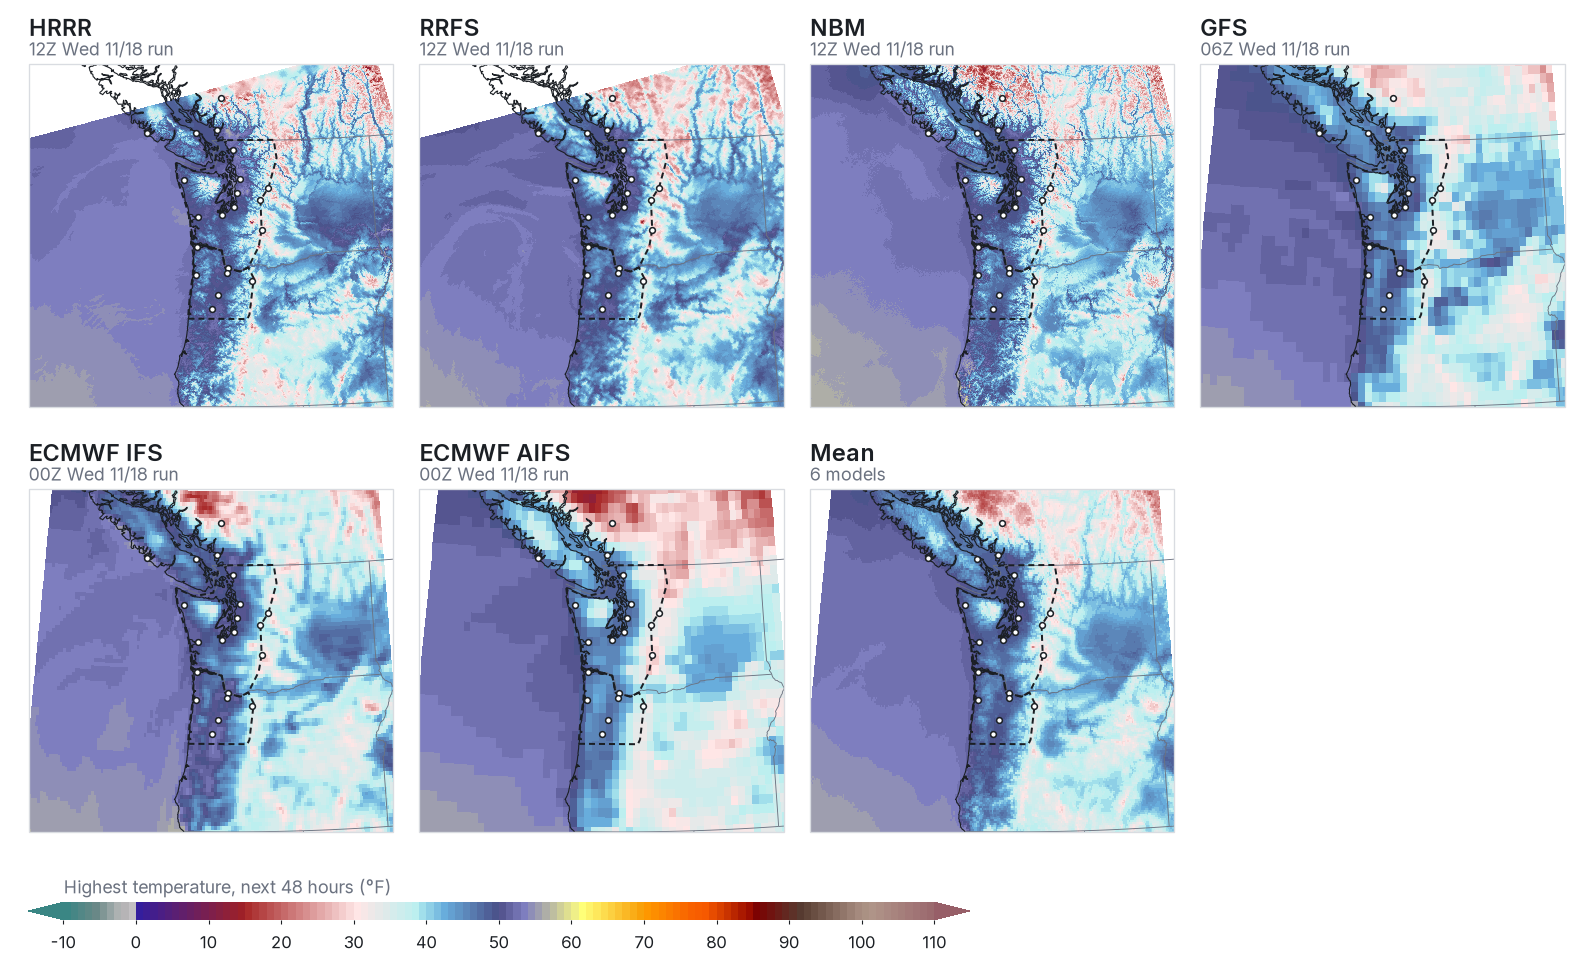 HRRR
12Z Wed 11/18 run
RRFS
12Z Wed 11/18 run
NBM
12Z Wed 11/18 run
GFS
06Z Wed 11/18 run
ECMWF IFS
00Z Wed 11/18 run
ECMWF AIFS
00Z Wed 11/18 run
Mean
6 models
Highest temperature, next 48 hours (°F)
-10 0 10 20 30 40 50 60 70 80 90 100 110